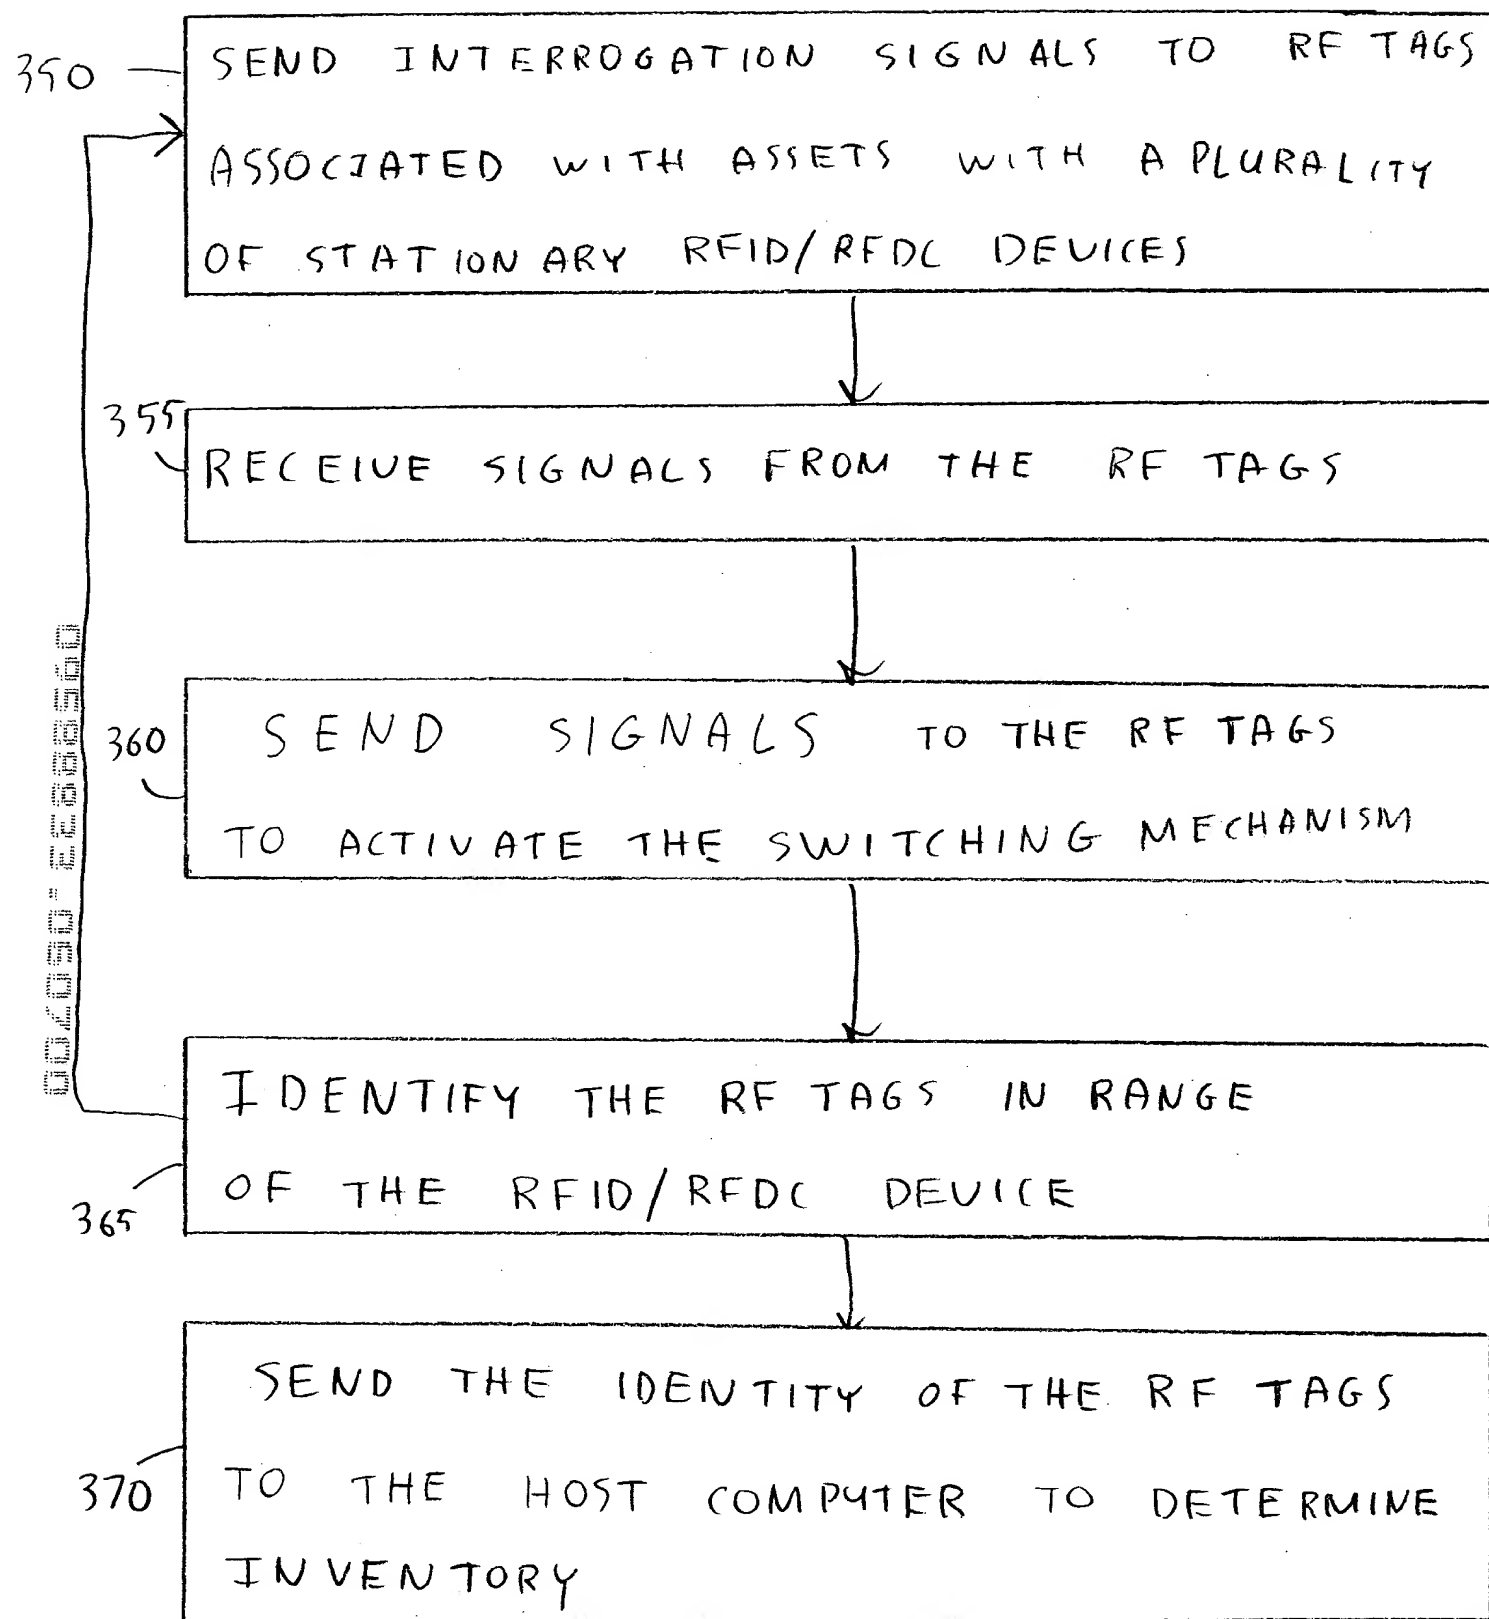 350
SEND INTERROGATION SIGNALS TO RF TAGS
ASSOCIATED WITH ASSETS WITH A PLURALITY
OF STATIONARY RFID/RFDC DEVICES
355
RECEIVE SIGNALS FROM THE RF TAGS
360
SEND SIGNALS TO THE RF TAGS
TO ACTIVATE THE SWITCHING MECHANISM
IDENTIFY THE RF TAGS IN RANGE
OF THE RFID/RFDC DEVICE
365
SEND THE IDENTITY OF THE RF TAGS
370
TO THE HOST COMPUTER TO DETERMINE
INVENTORY